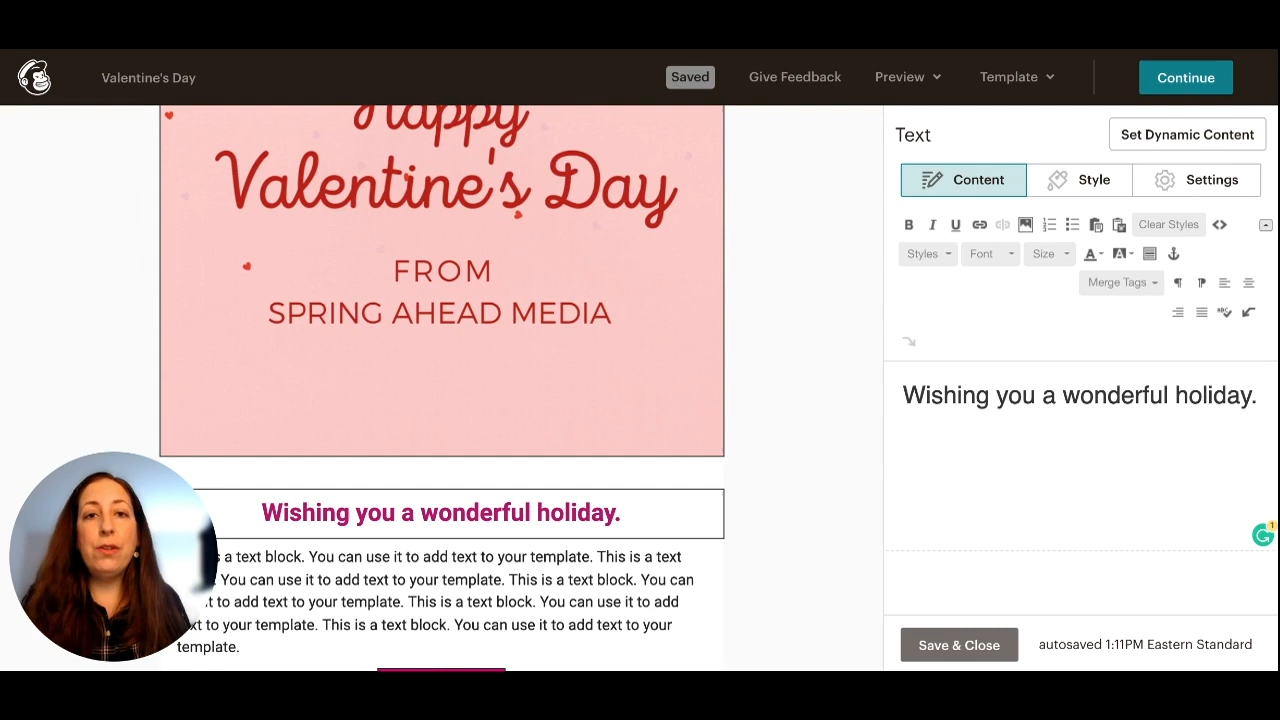 Valentine's Day
Saved
Give Feedback
Preview
Template
Continue
Happy
Valentine's Day
FROM
SPRING AHEAD MEDIA
Wishing you a wonderful holiday.
a text block. You can use it to add text to your template. This is a text
You can use it to add text to your template. This is a text block. You can
to add text to your template. This is a text block. You can use it to add
to your template. This is a text block. You can use it to add text to your
template.
Text
Set Dynamic Content
Content
Style
Settings
B I U
Clear Styles
Styles
Font
Size
A A
Merge Tags
ABC
Wishing you a wonderful holiday.
G 1
Save & Close
autosaved 1:11PM Eastern Standard